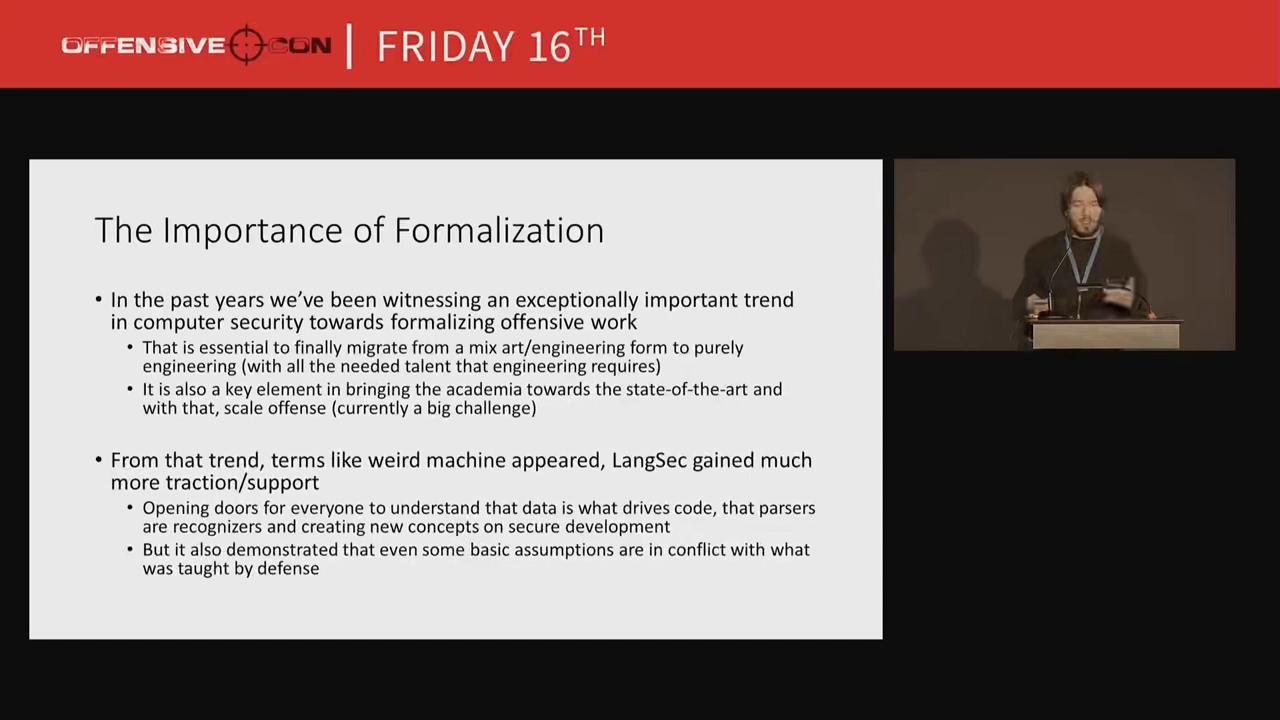 OFFENSIVE CON
FRIDAY 16TH
The Importance of Formalization
• In the past years we’ve been witnessing an exceptionally important trend
in computer security towards formalizing offensive work
• That is essential to finally migrate from a mix art/engineering form to purely
engineering (with all the needed talent that engineering requires)
• It is also a key element in bringing the academia towards the state-of-the-art and
with that, scale offense (currently a big challenge)
• From that trend, terms like weird machine appeared, LangSec gained much
more traction/support
• Opening doors for everyone to understand that data is what drives code, that parsers
are recognizers and creating new concepts on secure development
• But it also demonstrated that even some basic assumptions are in conflict with what
was taught by defense